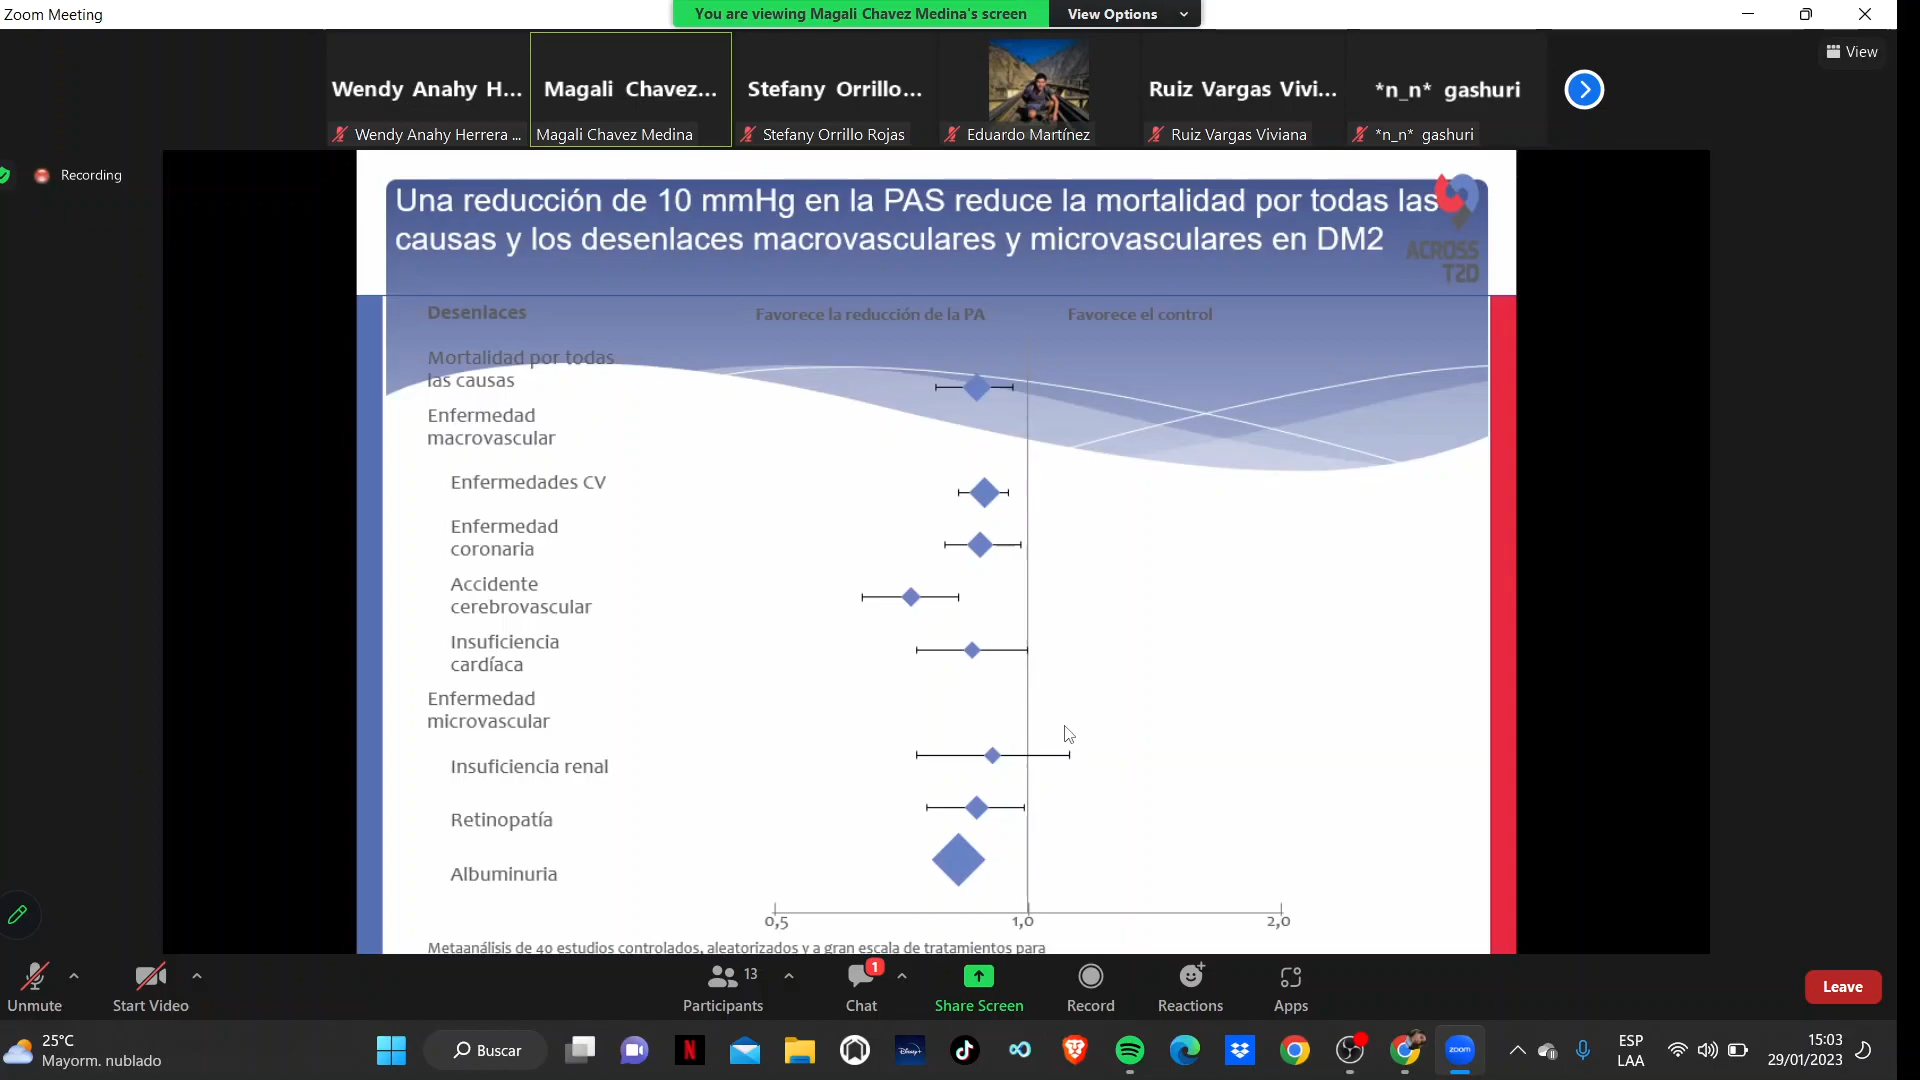 Zoom Meeting
You are viewing Magali Chavez Medina's screen
View Options
View
Wendy Anahy H...
Magali Chavez...
Stefany Orrillo...
Ruiz Vargas Vivi...
*n_n* gashuri
Wendy Anahy Herrera ...
Magali Chavez Medina
Stefany Orrillo Rojas
Eduardo Martínez
Ruiz Vargas Viviana
*n_n* gashuri
Recording
Una reducción de 10 mmHg en la PAS reduce la mortalidad por todas las
causas y los desenlaces macrovasculares y microvasculares en DM2
ACROSS
T2D
Desenlaces
Favorece la reducción de la PA
Favorece el control
Mortalidad por todas
las causas
Enfermedad
macrovascular
Enfermedades CV
Enfermedad
coronaria
Accidente
cerebrovascular
Insuficiencia
cardíaca
Enfermedad
microvascular
Insuficiencia renal
Retinopatía
Albuminuria
0,5
1,0
2,0
Metaanálisis de 40 estudios controlados, aleatorizados y a gran escala de tratamientos para
Unmute
Start Video
13
Participants
1
Chat
Share Screen
Record
Reactions
Apps
Leave
25°C
Mayorm. nublado
Buscar
N
Disney+
zoom
ESP
LAA
15:03
29/01/2023